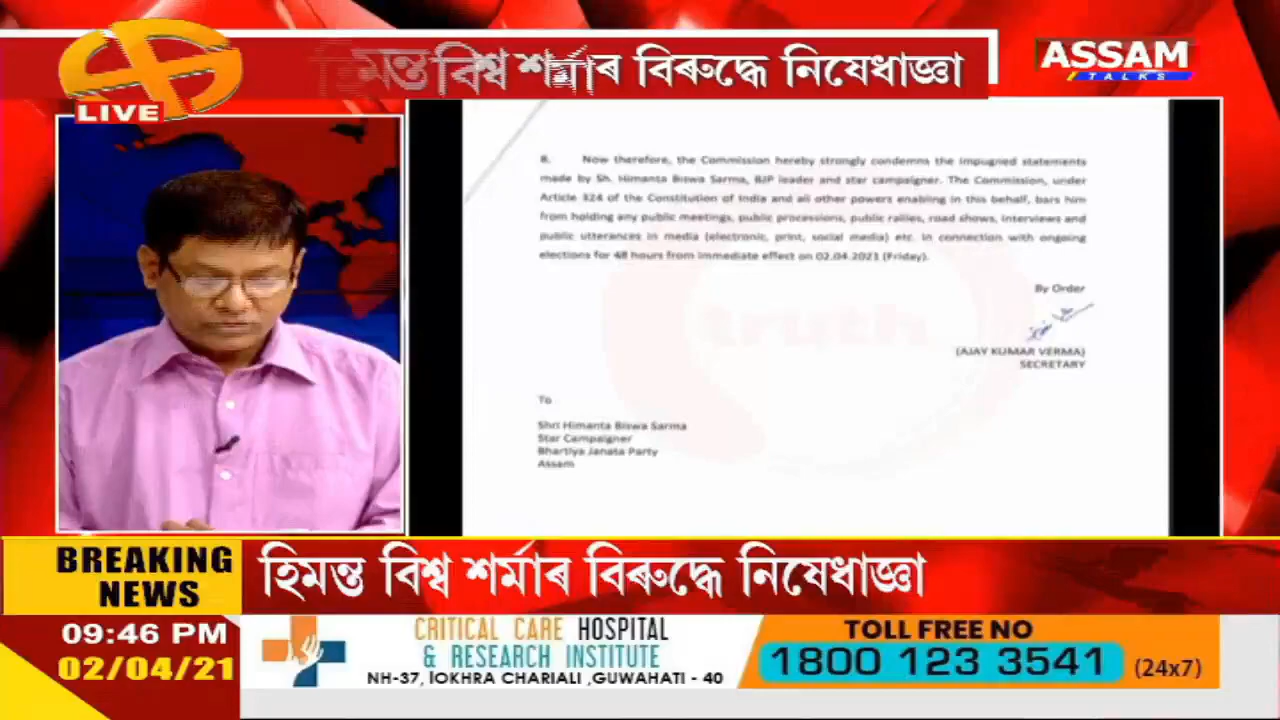 হিমন্ত বিশ্ব শৰ্মাৰ বিৰুদ্ধে নিষেধাজ্ঞা
ASSAM
TALKS
LIVE
8. Now therefore, the Commission hereby strongly condemns the impugned statements
made by Sh. Himanta Biswa Sarma, BJP leader and star campaigner. The Commission, under
Article 324 of the Constitution of India and all other powers enabling in this behalf, bars him
from holding any public meetings, public processions, public rallies, road shows, interviews and
public utterances in media (electronic, print, social media) etc. in connection with ongoing
elections for 48 hours from immediate effect on 02.04.2021 (Friday).
By Order
truth
(AJAY KUMAR VERMA)
SECRETARY
To
Shri Himanta Biswa Sarma
Star Campaigner
Bhartiya Janata Party
Assam
BREAKING
NEWS
হিমন্ত বিশ্ব শৰ্মাৰ বিৰুদ্ধে নিষেধাজ্ঞা
09:46 PM
02/04/21
CRITICAL CARE HOSPITAL
& RESEARCH INSTITUTE
NH-37, lOKHRA CHARIALI ,GUWAHATI - 40
TOLL FREE NO
1800 123 3541 (24x7)